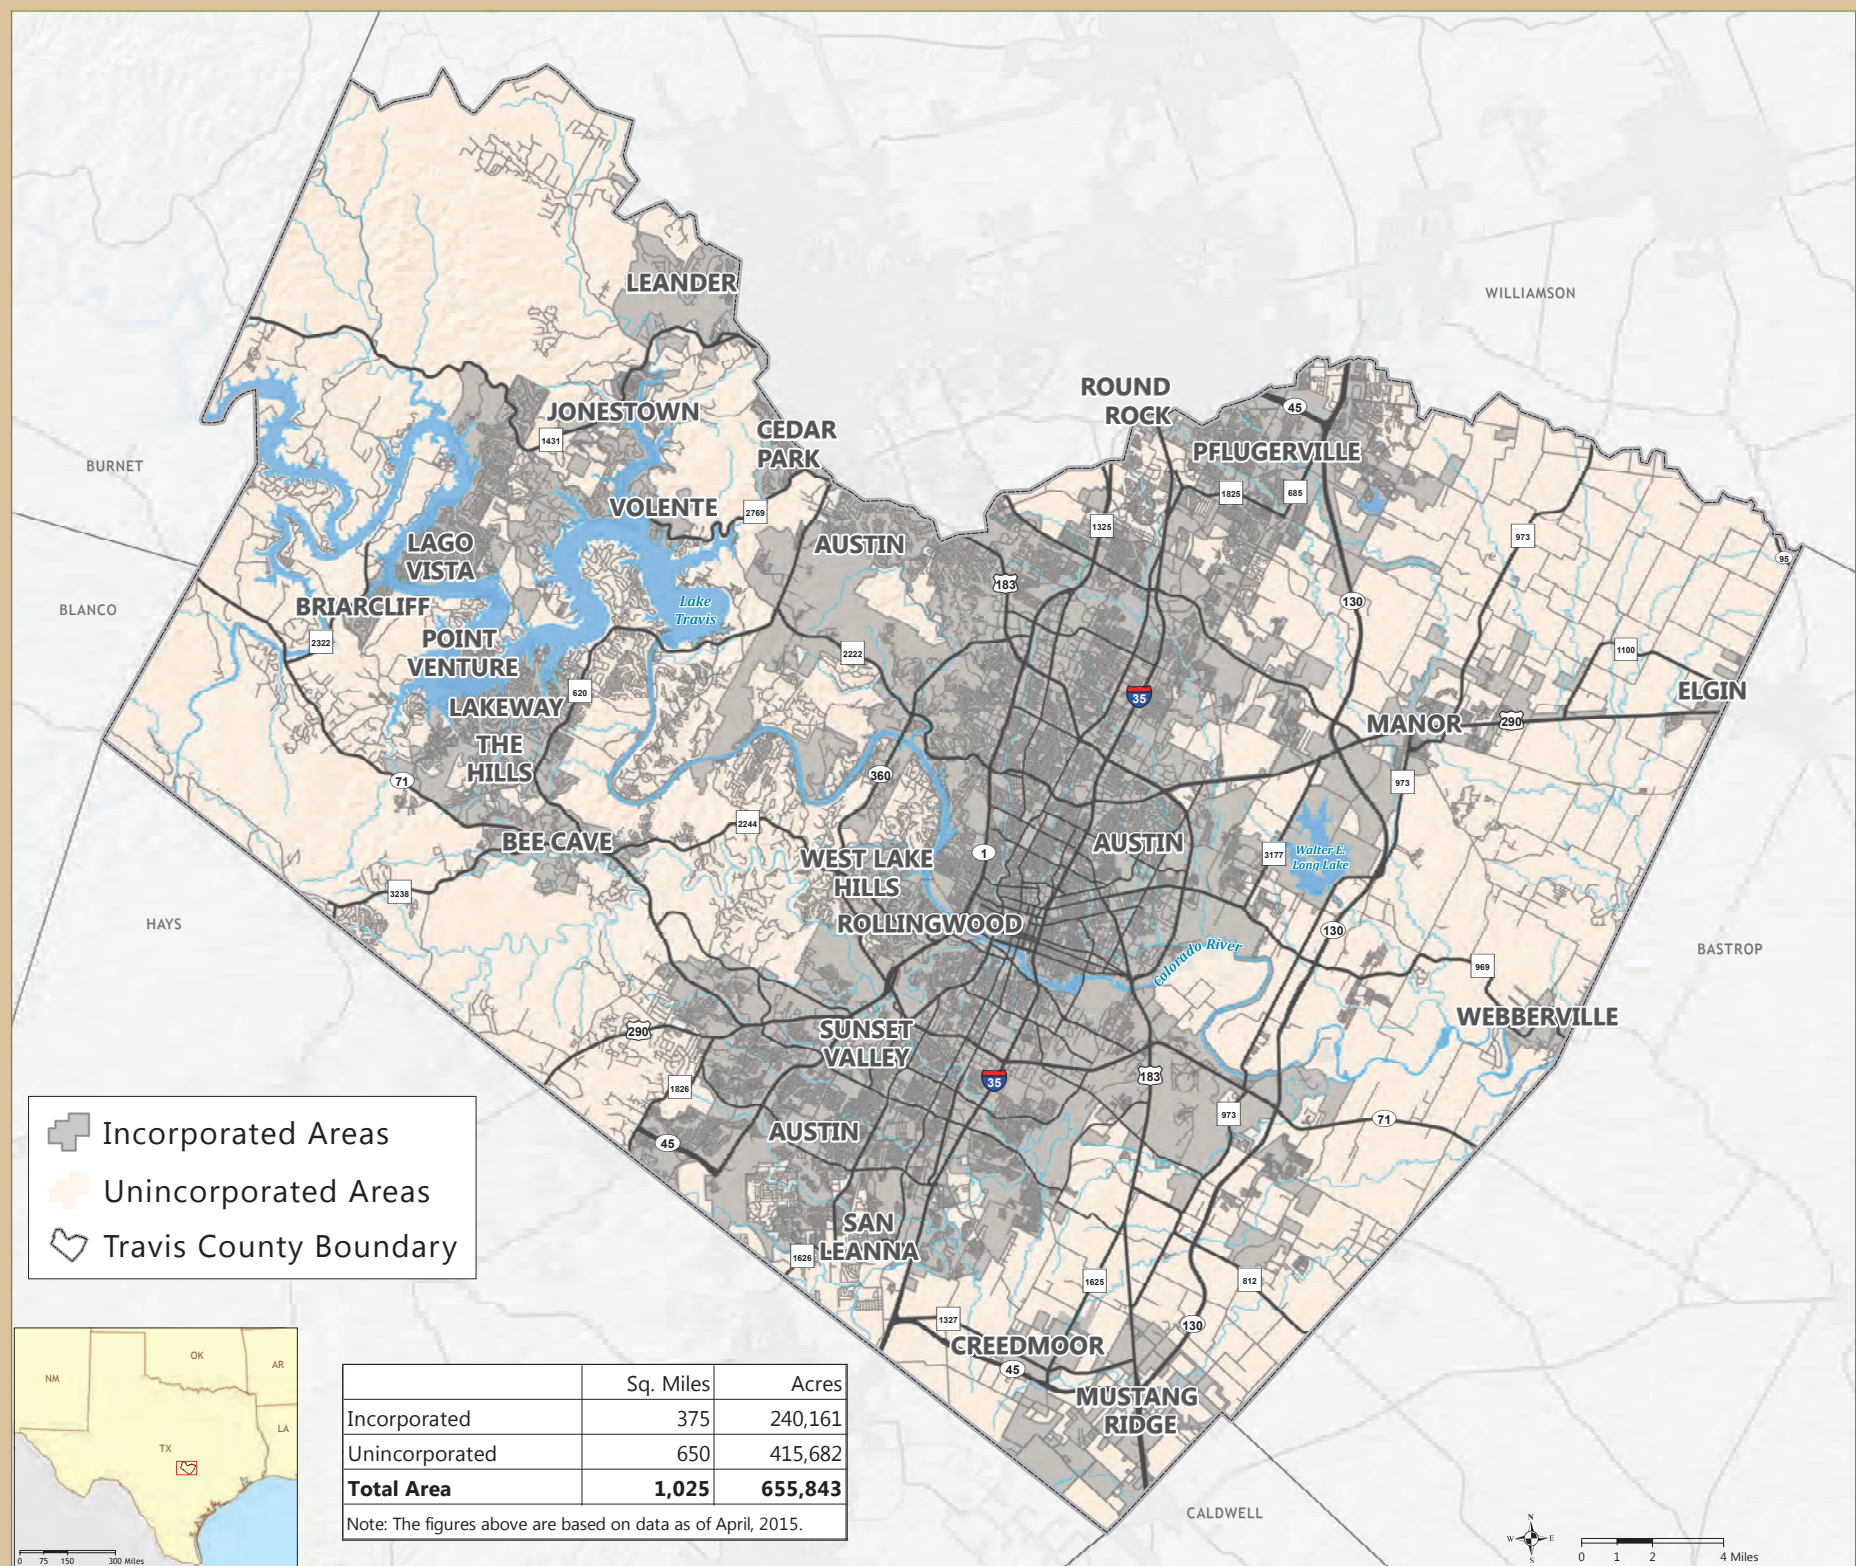 WILLIAMSON
LEANDER
ROUND
ROCK
45
JONESTOWN
1431
CEDAR
PARK
PFLUGERVILLE
BURNET
1825
685
VOLENTE
2769
1325
973
AUSTIN
LAGO
VISTA
95
183
130
BLANCO
BRIARCLIFF
Lake
Travis
2322
POINT
VENTURE
2222
1100
620
35
ELGIN
LAKEWAY
MANOR
290
THE
HILLS
71
360
973
2244
BEE CAVE
AUSTIN
1
3177
Walter E.
Long Lake
WEST LAKE
HILLS
3238
HAYS
ROLLINGWOOD
130
Colorado River
BASTROP
969
WEBBERVILLE
290
SUNSET
VALLEY
35
183
1826
973
71
AUSTIN
45
Incorporated Areas
Unincorporated Areas
Travis County Boundary
SAN
LEANNA
1626
1625
812
1327
130
CREEDMOOR
45
MUSTANG
RIDGE
CALDWELL
NM
OK
AR
LA
TX
0 75 150 300 Miles
Sq. Miles Acres
Incorporated 375 240,161
Unincorporated 650 415,682
Total Area 1,025 655,843
Note: The figures above are based on data as of April, 2015.
N
W E
S
0 1 2 4 Miles